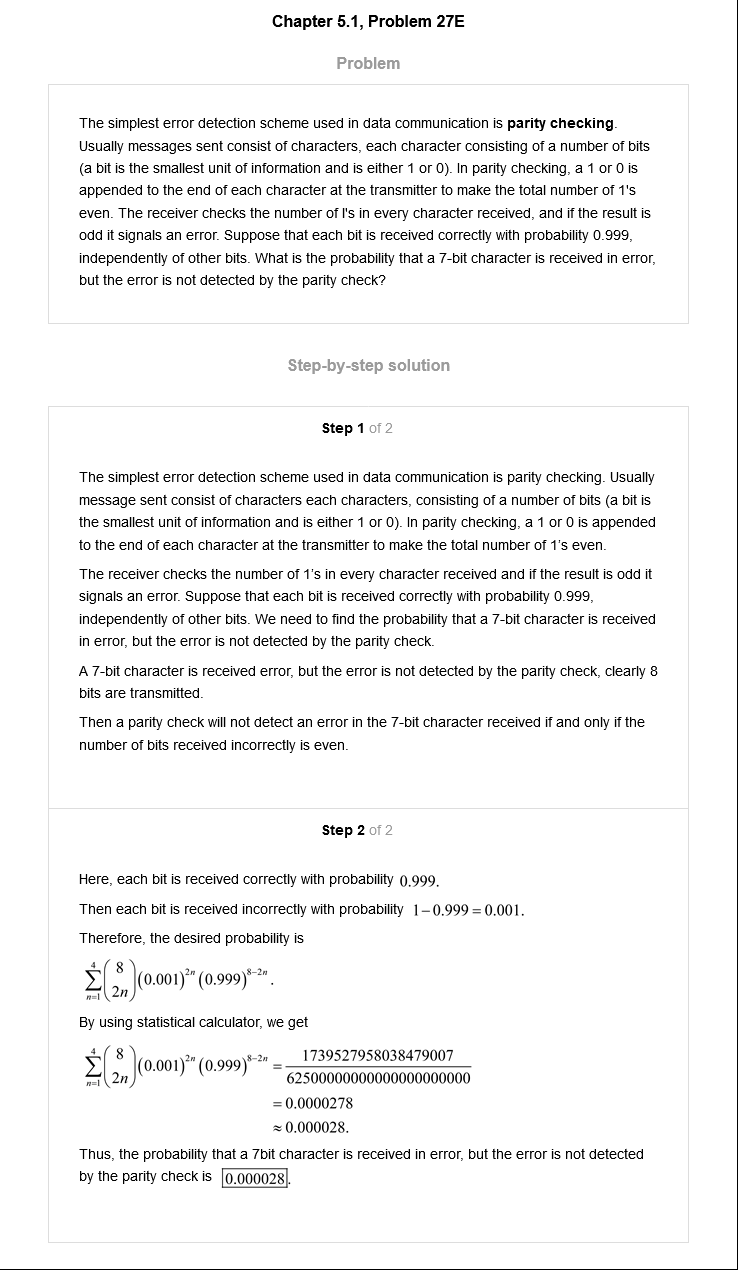 Chapter 5.1, Problem 27E
Problem
The simplest error detection scheme used in data communication is parity checking.
Usually messages sent consist of characters, each character consisting of a number of bits
(a bit is the smallest unit of information and is either 1 or 0). In parity checking, a 1 or 0 is
appended to the end of each character at the transmitter to make the total number of 1's
even. The receiver checks the number of l's in every character received, and if the result is
odd it signals an error. Suppose that each bit is received correctly with probability 0.999,
independently of other bits. What is the probability that a 7-bit character is received in error,
but the error is not detected by the parity check?
Step-by-step solution
Step 1 of 2
The simplest error detection scheme used in data communication is parity checking. Usually
message sent consist of characters each characters, consisting of a number of bits (a bit is
the smallest unit of information and is either 1 or 0). In parity checking, a 1 or 0 is appended
to the end of each character at the transmitter to make the total number of 1's even.
The receiver checks the number of 1's in every character received and if the result is odd it
signals an error. Suppose that each bit is received correctly with probability 0.999,
independently of other bits. We need to find the probability that a 7-bit character is received
in error, but the error is not detected by the parity check.
A 7-bit character is received error, but the error is not detected by the parity check, clearly 8
bits are transmitted.
Then a parity check will not detect an error in the 7-bit character received if and only if the
number of bits received incorrectly is even.
Step 2 of 2
Here, each bit is received correctly with probability 0.999.
Then each bit is received incorrectly with probability 1−0.999 = 0.001.
Therefore, the desired probability is
$\sum_{n=1}^{4} \binom{8}{2n} (0.001)^{2n} (0.999)^{8-2n}.$
By using statistical calculator, we get
$\sum_{n=1}^{4} \binom{8}{2n} (0.001)^{2n} (0.999)^{8-2n} = \frac{1739527958038479007}{62500000000000000000000}$
= 0.0000278
≈ 0.000028.
Thus, the probability that a 7bit character is received in error, but the error is not detected
by the parity check is 0.000028.